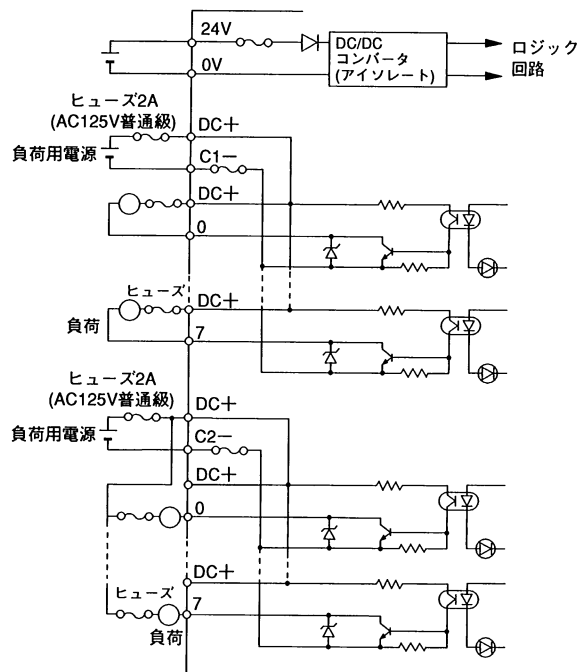 24V
0V
DC/DC
コンバータ
(アイソレート)
ロジック
回路
ヒューズ2A
(AC125V普通級)
負荷用電源
DC+
C1-
DC+
0
ヒューズ
DC+
負荷
7
ヒューズ2A
(AC125V普通級)
負荷用電源
DC+
C2-
DC+
0
DC+
ヒューズ
7
負荷